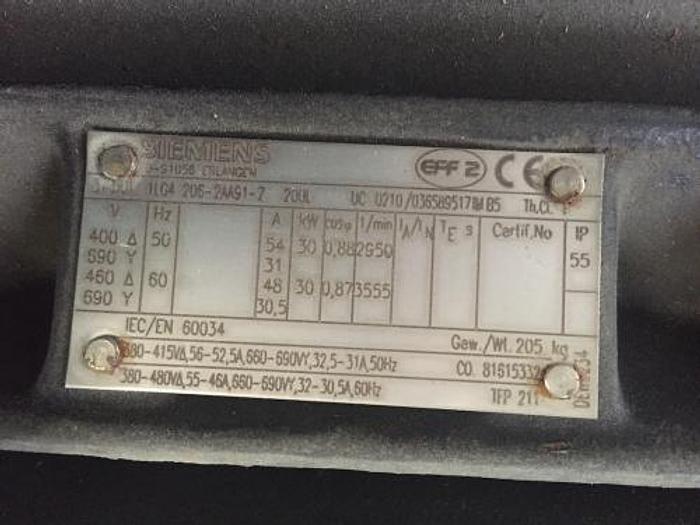 SIEMENS EFF 2 CE
D-91056 ERLANGEN
1LG4 206-2AA91-Z 200L UC 0210/036589517 IM B5 Th.Cl. F
V Hz A kW cosφ 1/min IA/IN TE s Certif.No IP
400 Δ 50 54 30 0,88 2950 55
690 Y 31
460 Δ 60 48 30 0,87 3555
690 Y 30,5
IEC/EN 60034 Gew./Wt. 205 kg
380-415VΔ,56-52,5A,660-690VY,32,5-31A,50Hz CO. 81615332
380-480VΔ,55-46A,660-690VY,32-30,5A,60Hz TFP 211